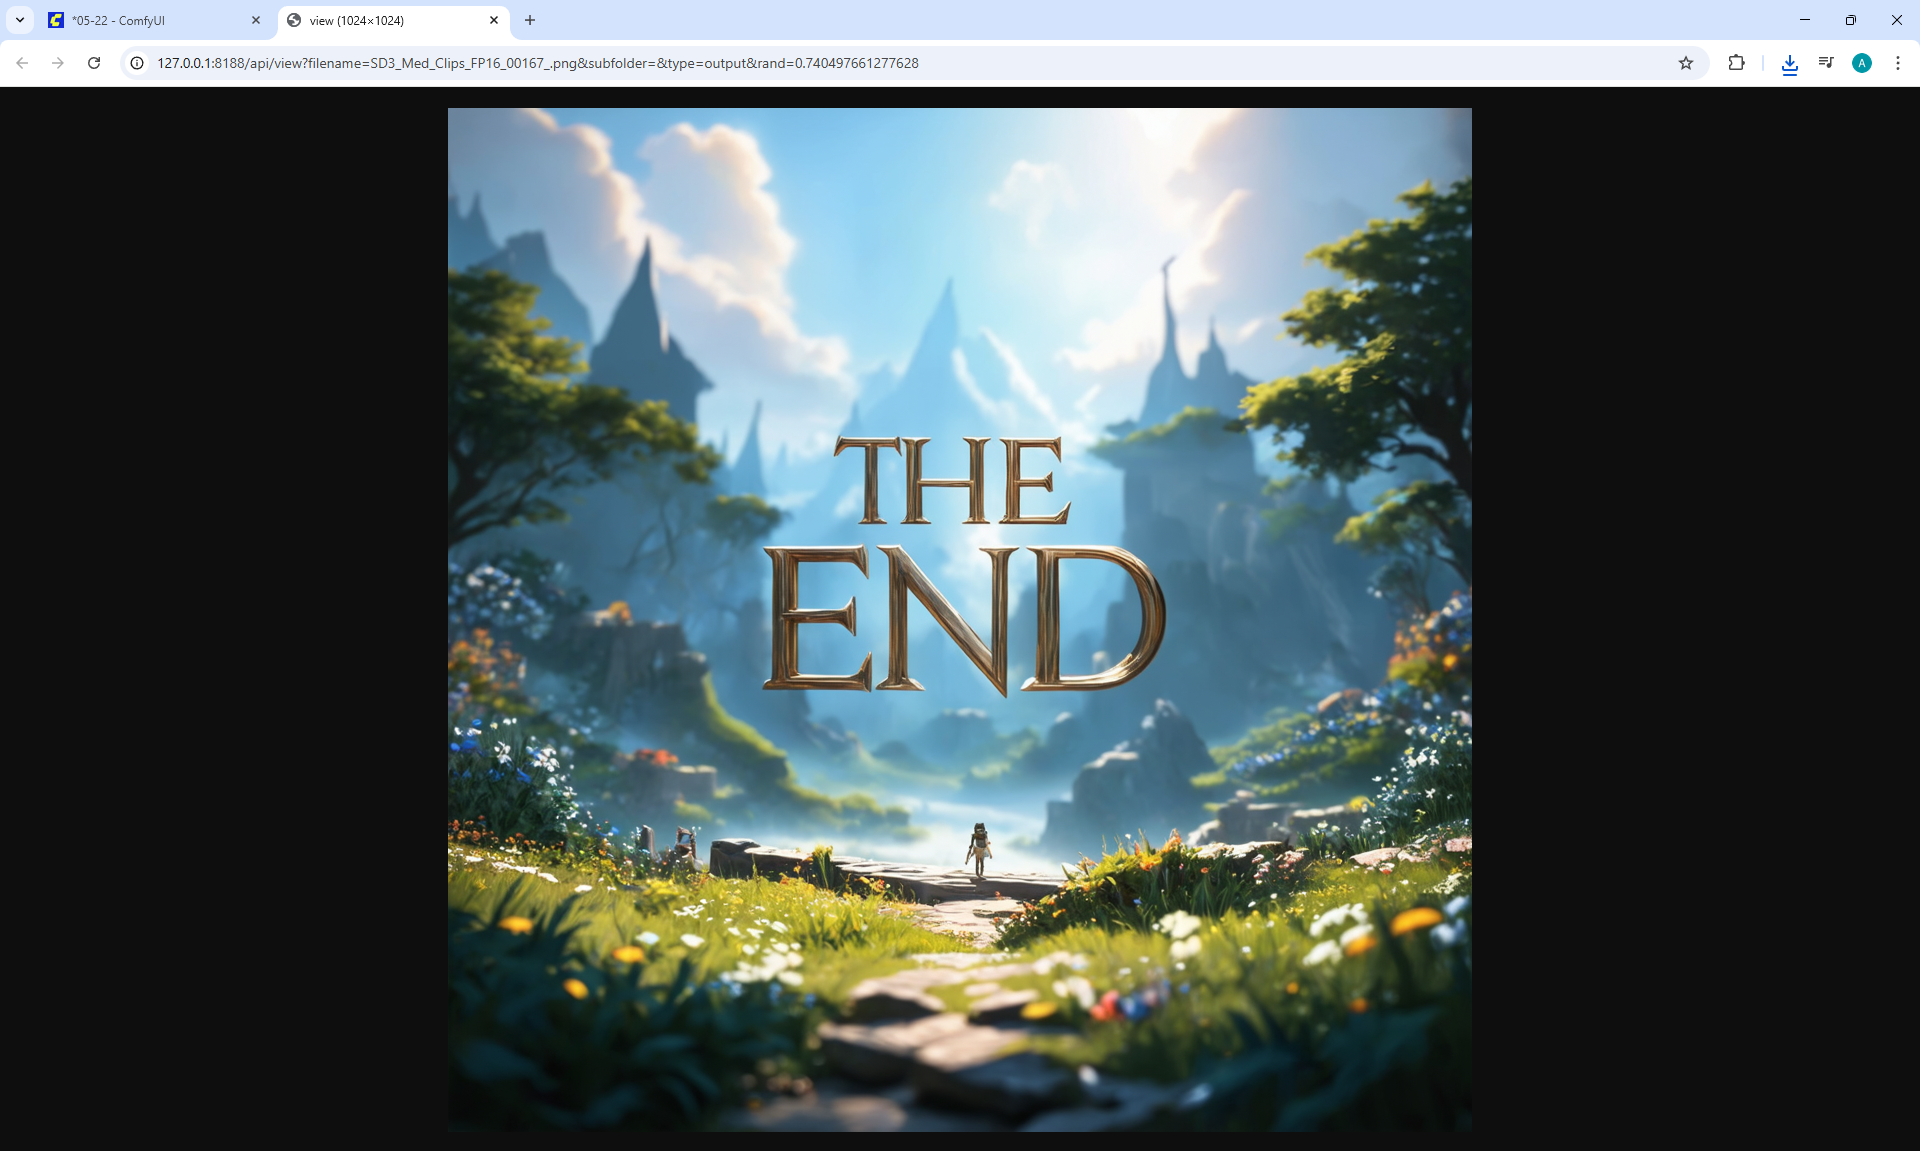 *05-22 - ComfyUI
view (1024×1024)
127.0.0.1:8188/api/view?filename=SD3_Med_Clips_FP16_00167_.png&subfolder=&type=output&rand=0.740497661277628
A
THE
END